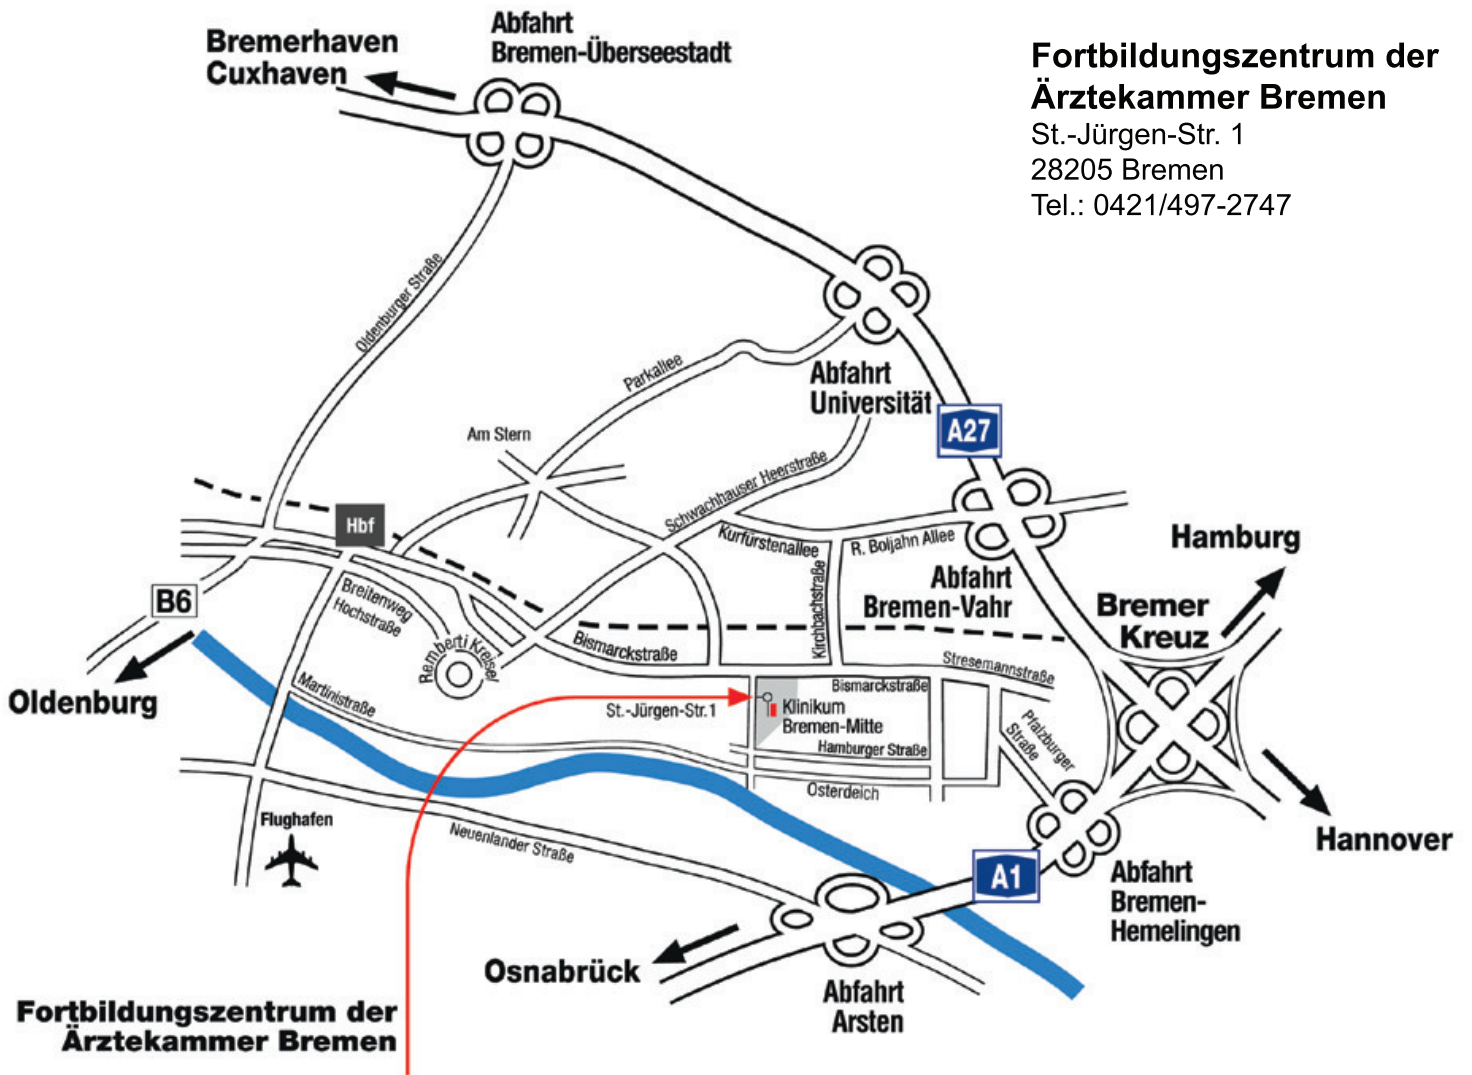 Abfahrt
Bremen-Überseestadt
Bremerhaven
Cuxhaven
Fortbildungszentrum der
Ärztekammer Bremen
St.-Jürgen-Str. 1
28205 Bremen
Tel.: 0421/497-2747
Oldenburger Straße
Parkallee
Abfahrt
Universität
A27
Am Stern
Schwachhauser Heerstraße
Hbf
Kurfürstenallee
R. Boljahn Allee
Kirchbachstraße
Abfahrt
Bremen-Vahr
Hamburg
Bremer
Kreuz
B6
Breitenweg
Hochstraße
Remberti Kreisel
Bismarckstraße
Stresemannstraße
Oldenburg
Martinistraße
St.-Jürgen-Str.1
Bismarckstraße
Klinikum
Bremen-Mitte
Hamburger Straße
Pfalzburger
Straße
Osterdeich
Flughafen
Neuenlander Straße
Hannover
A1
Abfahrt
Bremen-
Hemelingen
Osnabrück
Abfahrt
Arsten
Fortbildungszentrum der
Ärztekammer Bremen